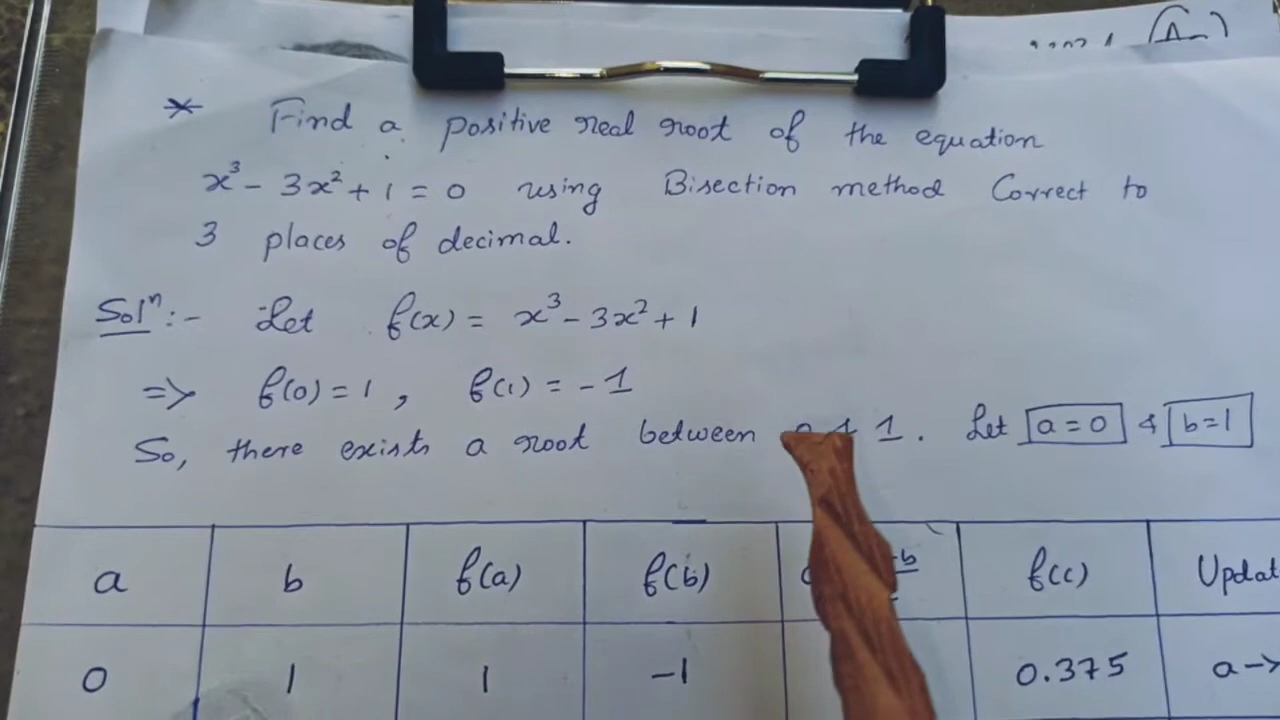 * Find a positive real root of the equation
x³ - 3x² + 1 = 0 using Bisection method Correct to
3 places of decimal.
Solⁿ:- Let f(x) = x³ - 3x² + 1
=> f(0) = 1, f(1) = -1
So, there exists a root between 1. Let a = 0 & b = 1
a b f(a) f(b) f(c)
0 1 1 -1 0.375 a ->